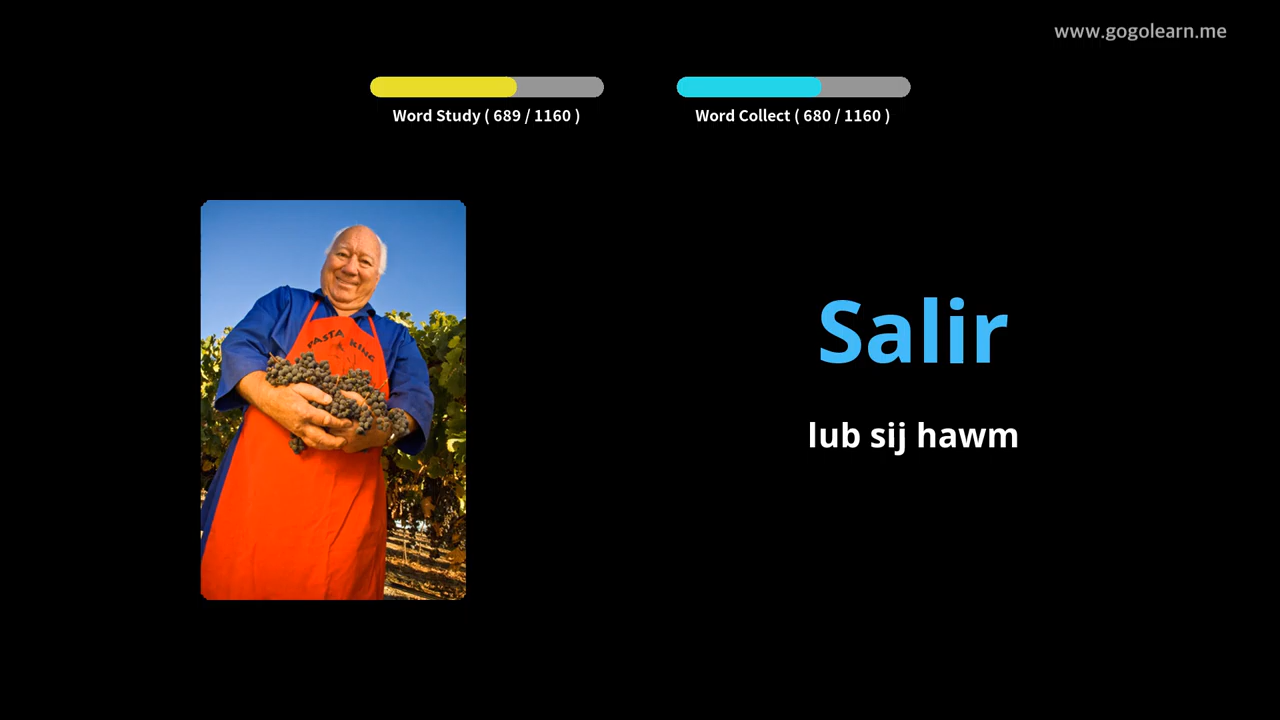 www.gogolearn.me
Word Study ( 689 / 1160 )
Word Collect ( 680 / 1160 )
PASTA KING
Salir
lub sij hawm